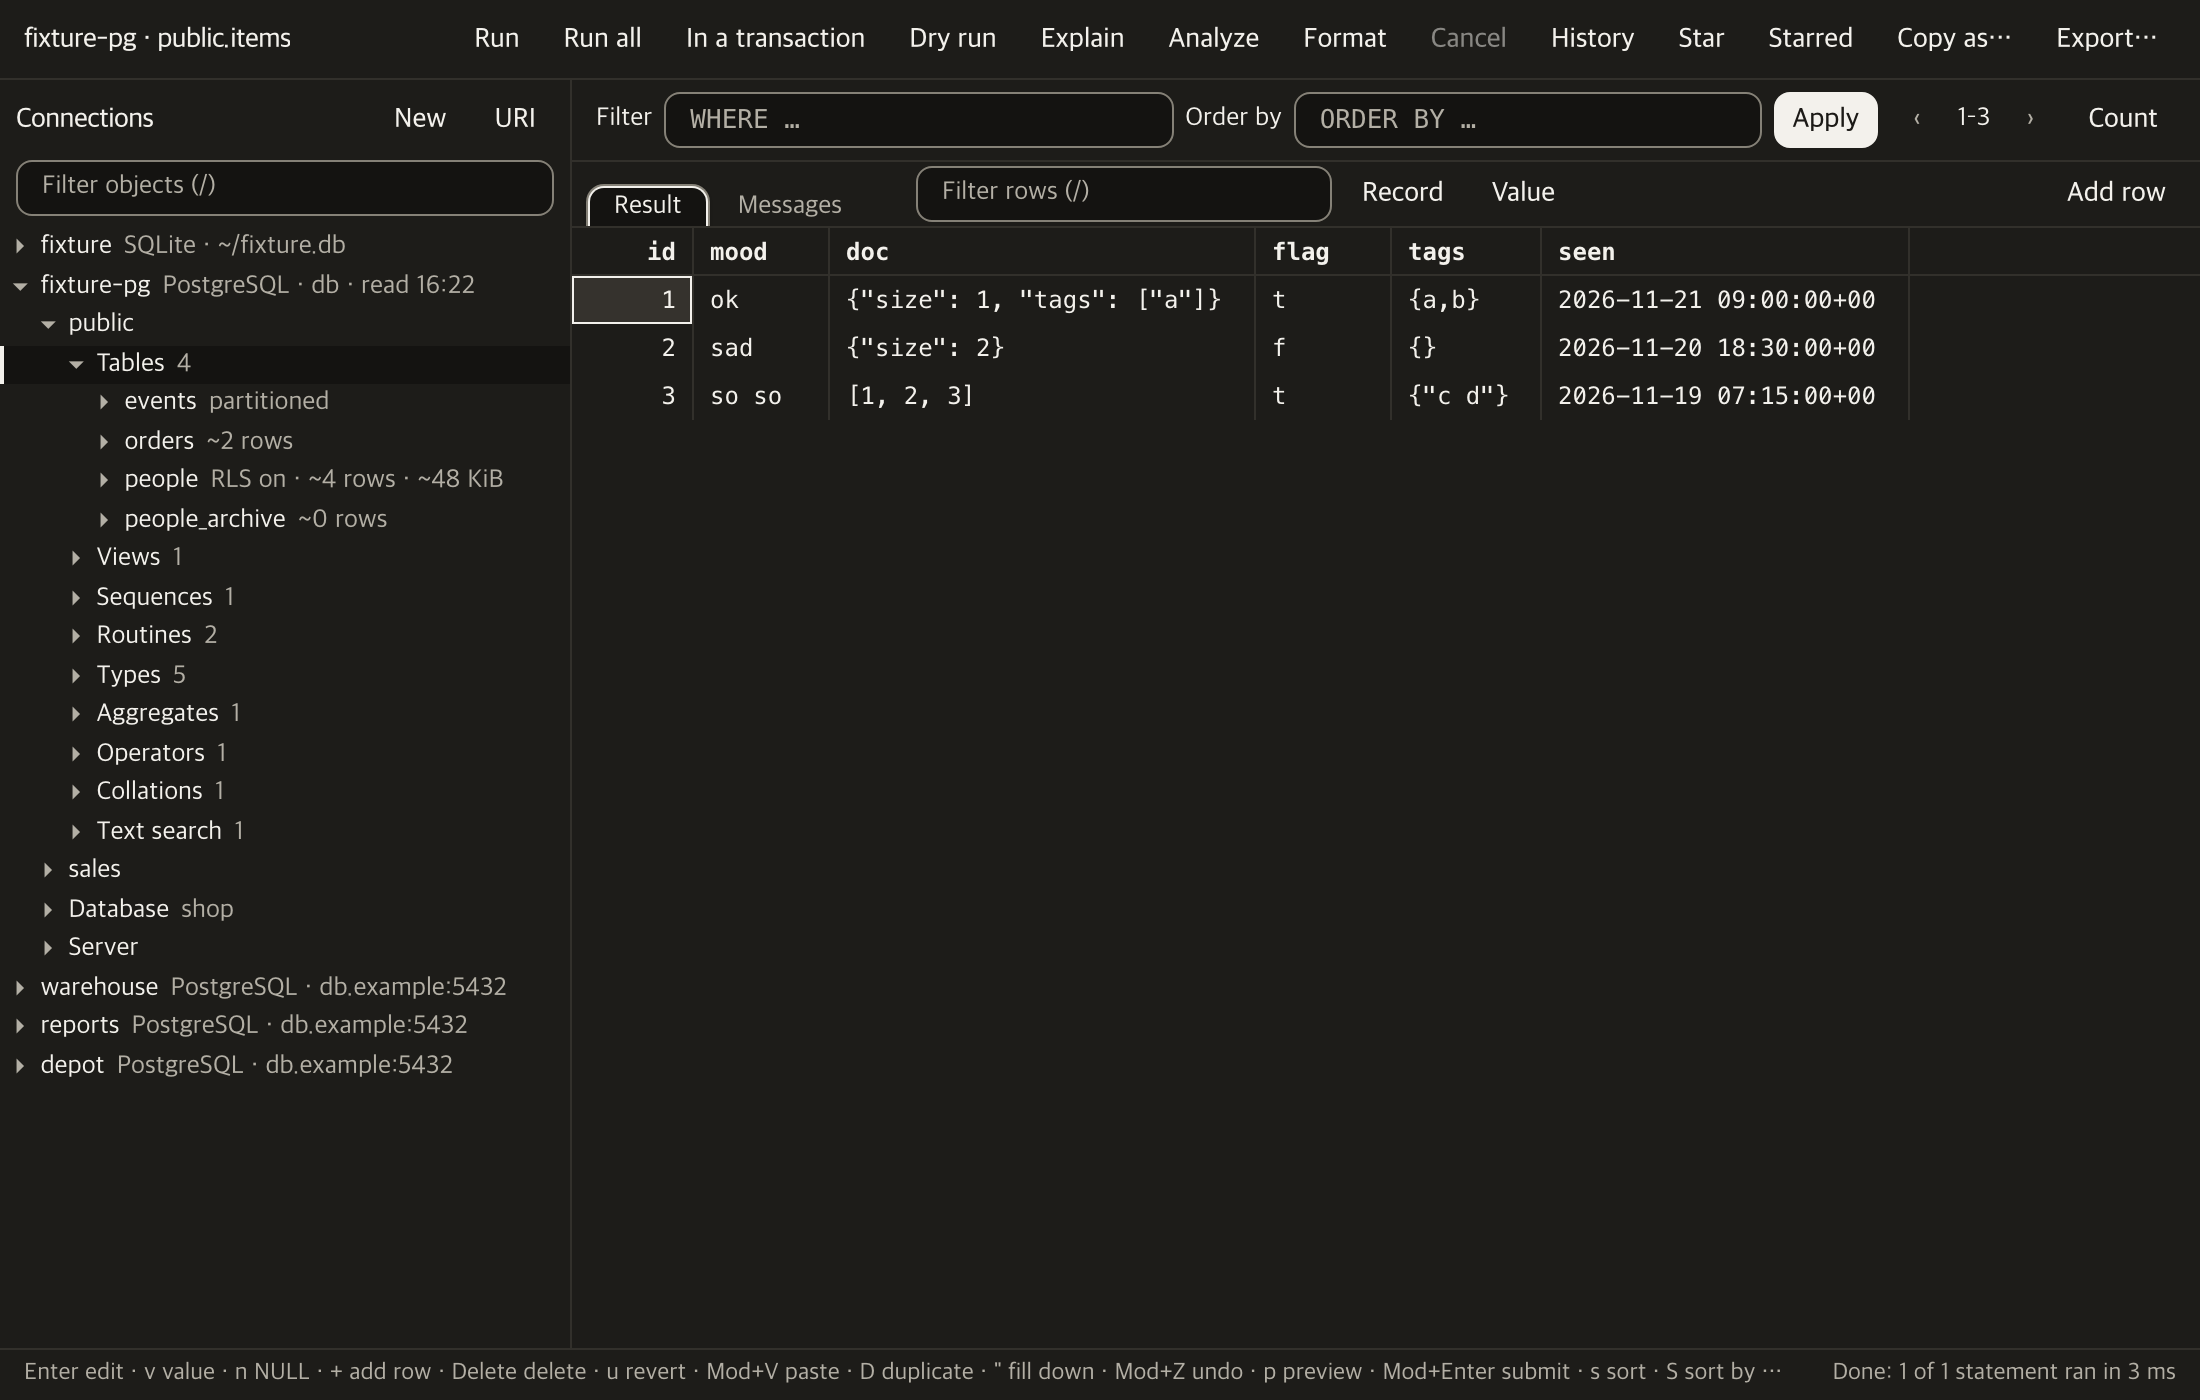 fixture-pg · public.items Run Run all In a transaction Dry run Explain Analyze Format Cancel History Star Starred Copy as··· Export···
Connections New URI
Filter objects (/)
fixture SQLite · ~/fixture.db
fixture-pg PostgreSQL · db · read 16:22
public
Tables 4
events partitioned
orders ~2 rows
people RLS on · ~4 rows · ~48 KiB
people_archive ~0 rows
Views 1
Sequences 1
Routines 2
Types 5
Aggregates 1
Operators 1
Collations 1
Text search 1
sales
Database shop
Server
warehouse PostgreSQL · db.example:5432
reports PostgreSQL · db.example:5432
depot PostgreSQL · db.example:5432
Filter WHERE … Order by ORDER BY … Apply ‹ 1-3 › Count
Result Messages Filter rows (/) Record Value Add row
id mood doc flag tags seen
1 ok {"size": 1, "tags": ["a"]} t {a,b} 2026-11-21 09:00:00+00
2 sad {"size": 2} f {} 2026-11-20 18:30:00+00
3 so so [1, 2, 3] t {"c d"} 2026-11-19 07:15:00+00
Enter edit · v value · n NULL · + add row · Delete delete · u revert · Mod+V paste · D duplicate · " fill down · Mod+Z undo · p preview · Mod+Enter submit · s sort · S sort by ··· Done: 1 of 1 statement ran in 3 ms